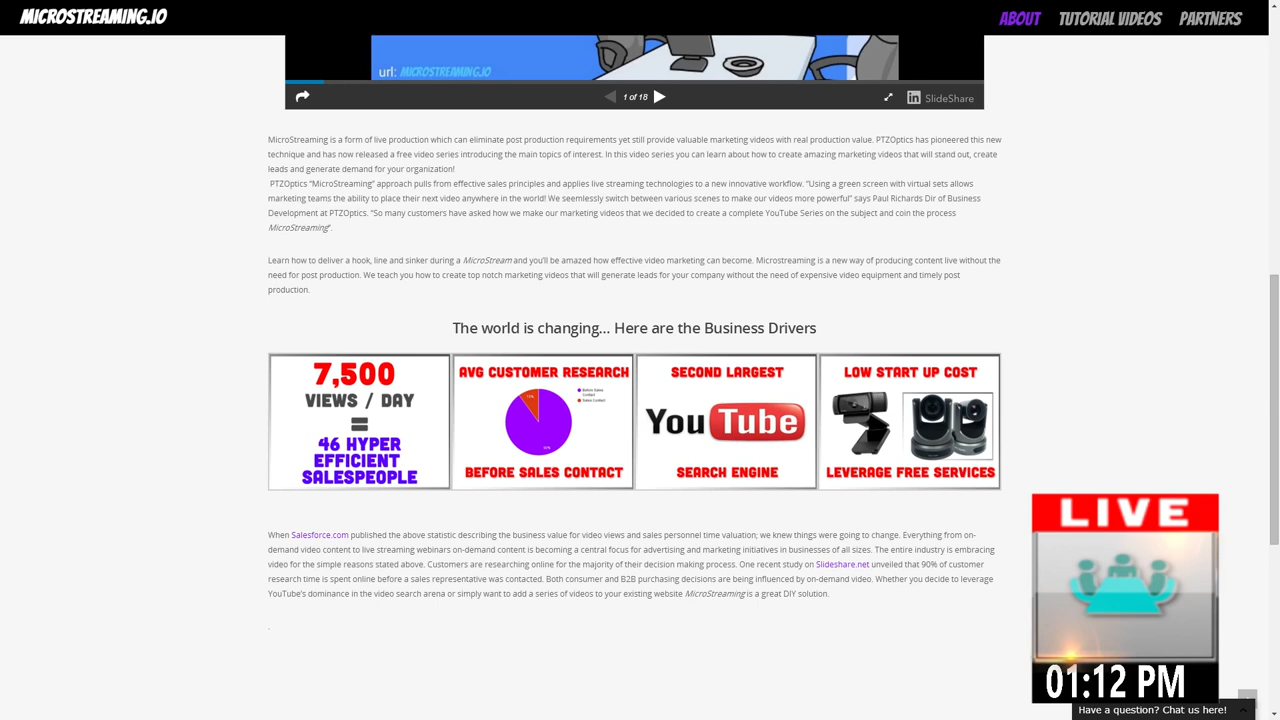 MICROSTREAMING.IO
ABOUT TUTORIAL VIDEOS PARTNERS
url: MICROSTREAMING.IO
1 of 18
in SlideShare
MicroStreaming is a form of live production which can eliminate post production requirements yet still provide valuable marketing videos with real production value. PTZOptics has pioneered this new
technique and has now released a free video series introducing the main topics of interest. In this video series you can learn about how to create amazing marketing videos that will stand out, create
leads and generate demand for your organization!
PTZOptics “MicroStreaming” approach pulls from effective sales principles and applies live streaming technologies to a new innovative workflow. “Using a green screen with virtual sets allows
marketing teams the ability to place their next video anywhere in the world! We seemlessly switch between various scenes to make our videos more powerful” says Paul Richards Dir of Business
Development at PTZOptics. “So many customers have asked how we make our marketing videos that we decided to create a complete YouTube Series on the subject and coin the process
MicroStreaming”.
Learn how to deliver a hook, line and sinker during a MicroStream and you’ll be amazed how effective video marketing can become. Microstreaming is a new way of producing content live without the
need for post production. We teach you how to create top notch marketing videos that will generate leads for your company without the need of expensive video equipment and timely post
production.
The world is changing... Here are the Business Drivers
7,500
VIEWS / DAY
=
46 HYPER
EFFICIENT
SALESPEOPLE
AVG CUSTOMER RESEARCH
Before Sales
Contact
Sales Contact
BEFORE SALES CONTACT
SECOND LARGEST
YouTube
SEARCH ENGINE
LOW START UP COST
LEVERAGE FREE SERVICES
When Salesforce.com published the above statistic describing the business value for video views and sales personnel time valuation; we knew things were going to change. Everything from on-
demand video content to live streaming webinars on-demand content is becoming a central focus for advertising and marketing initiatives in businesses of all sizes. The entire industry is embracing
video for the simple reasons stated above. Customers are researching online for the majority of their decision making process. One recent study on Slideshare.net unveiled that 90% of customer
research time is spent online before a sales representative was contacted. Both consumer and B2B purchasing decisions are being influenced by on-demand video. Whether you decide to leverage
YouTube’s dominance in the video search arena or simply want to add a series of videos to your existing website MicroStreaming is a great DIY solution.
.
LIVE
01:12 PM
Have a question? Chat us here!